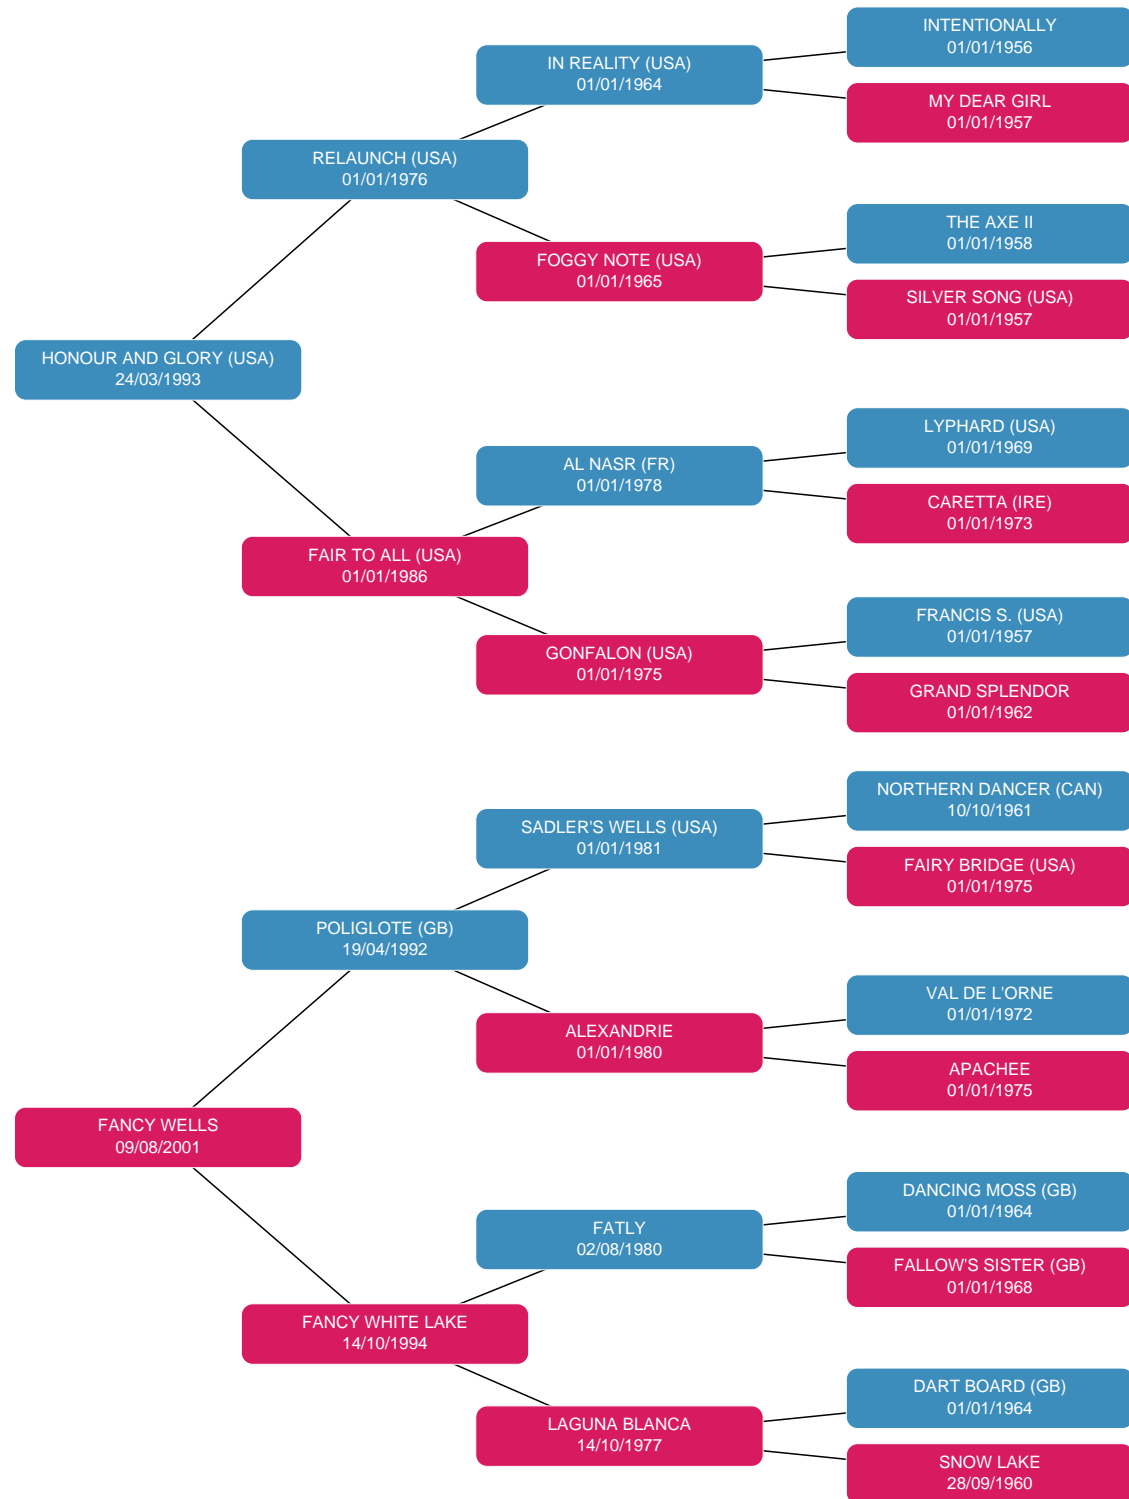 INTENTIONALLY
01/01/1956
IN REALITY (USA)
01/01/1964
MY DEAR GIRL
01/01/1957
RELAUNCH (USA)
01/01/1976
THE AXE II
01/01/1958
FOGGY NOTE (USA)
01/01/1965
SILVER SONG (USA)
01/01/1957
HONOUR AND GLORY (USA)
24/03/1993
LYPHARD (USA)
01/01/1969
AL NASR (FR)
01/01/1978
CARETTA (IRE)
01/01/1973
FAIR TO ALL (USA)
01/01/1986
FRANCIS S. (USA)
01/01/1957
GONFALON (USA)
01/01/1975
GRAND SPLENDOR
01/01/1962
NORTHERN DANCER (CAN)
10/10/1961
SADLER'S WELLS (USA)
01/01/1981
FAIRY BRIDGE (USA)
01/01/1975
POLIGLOTE (GB)
19/04/1992
VAL DE L'ORNE
01/01/1972
ALEXANDRIE
01/01/1980
APACHEE
01/01/1975
FANCY WELLS
09/08/2001
DANCING MOSS (GB)
01/01/1964
FATLY
02/08/1980
FALLOW'S SISTER (GB)
01/01/1968
FANCY WHITE LAKE
14/10/1994
DART BOARD (GB)
01/01/1964
LAGUNA BLANCA
14/10/1977
SNOW LAKE
28/09/1960